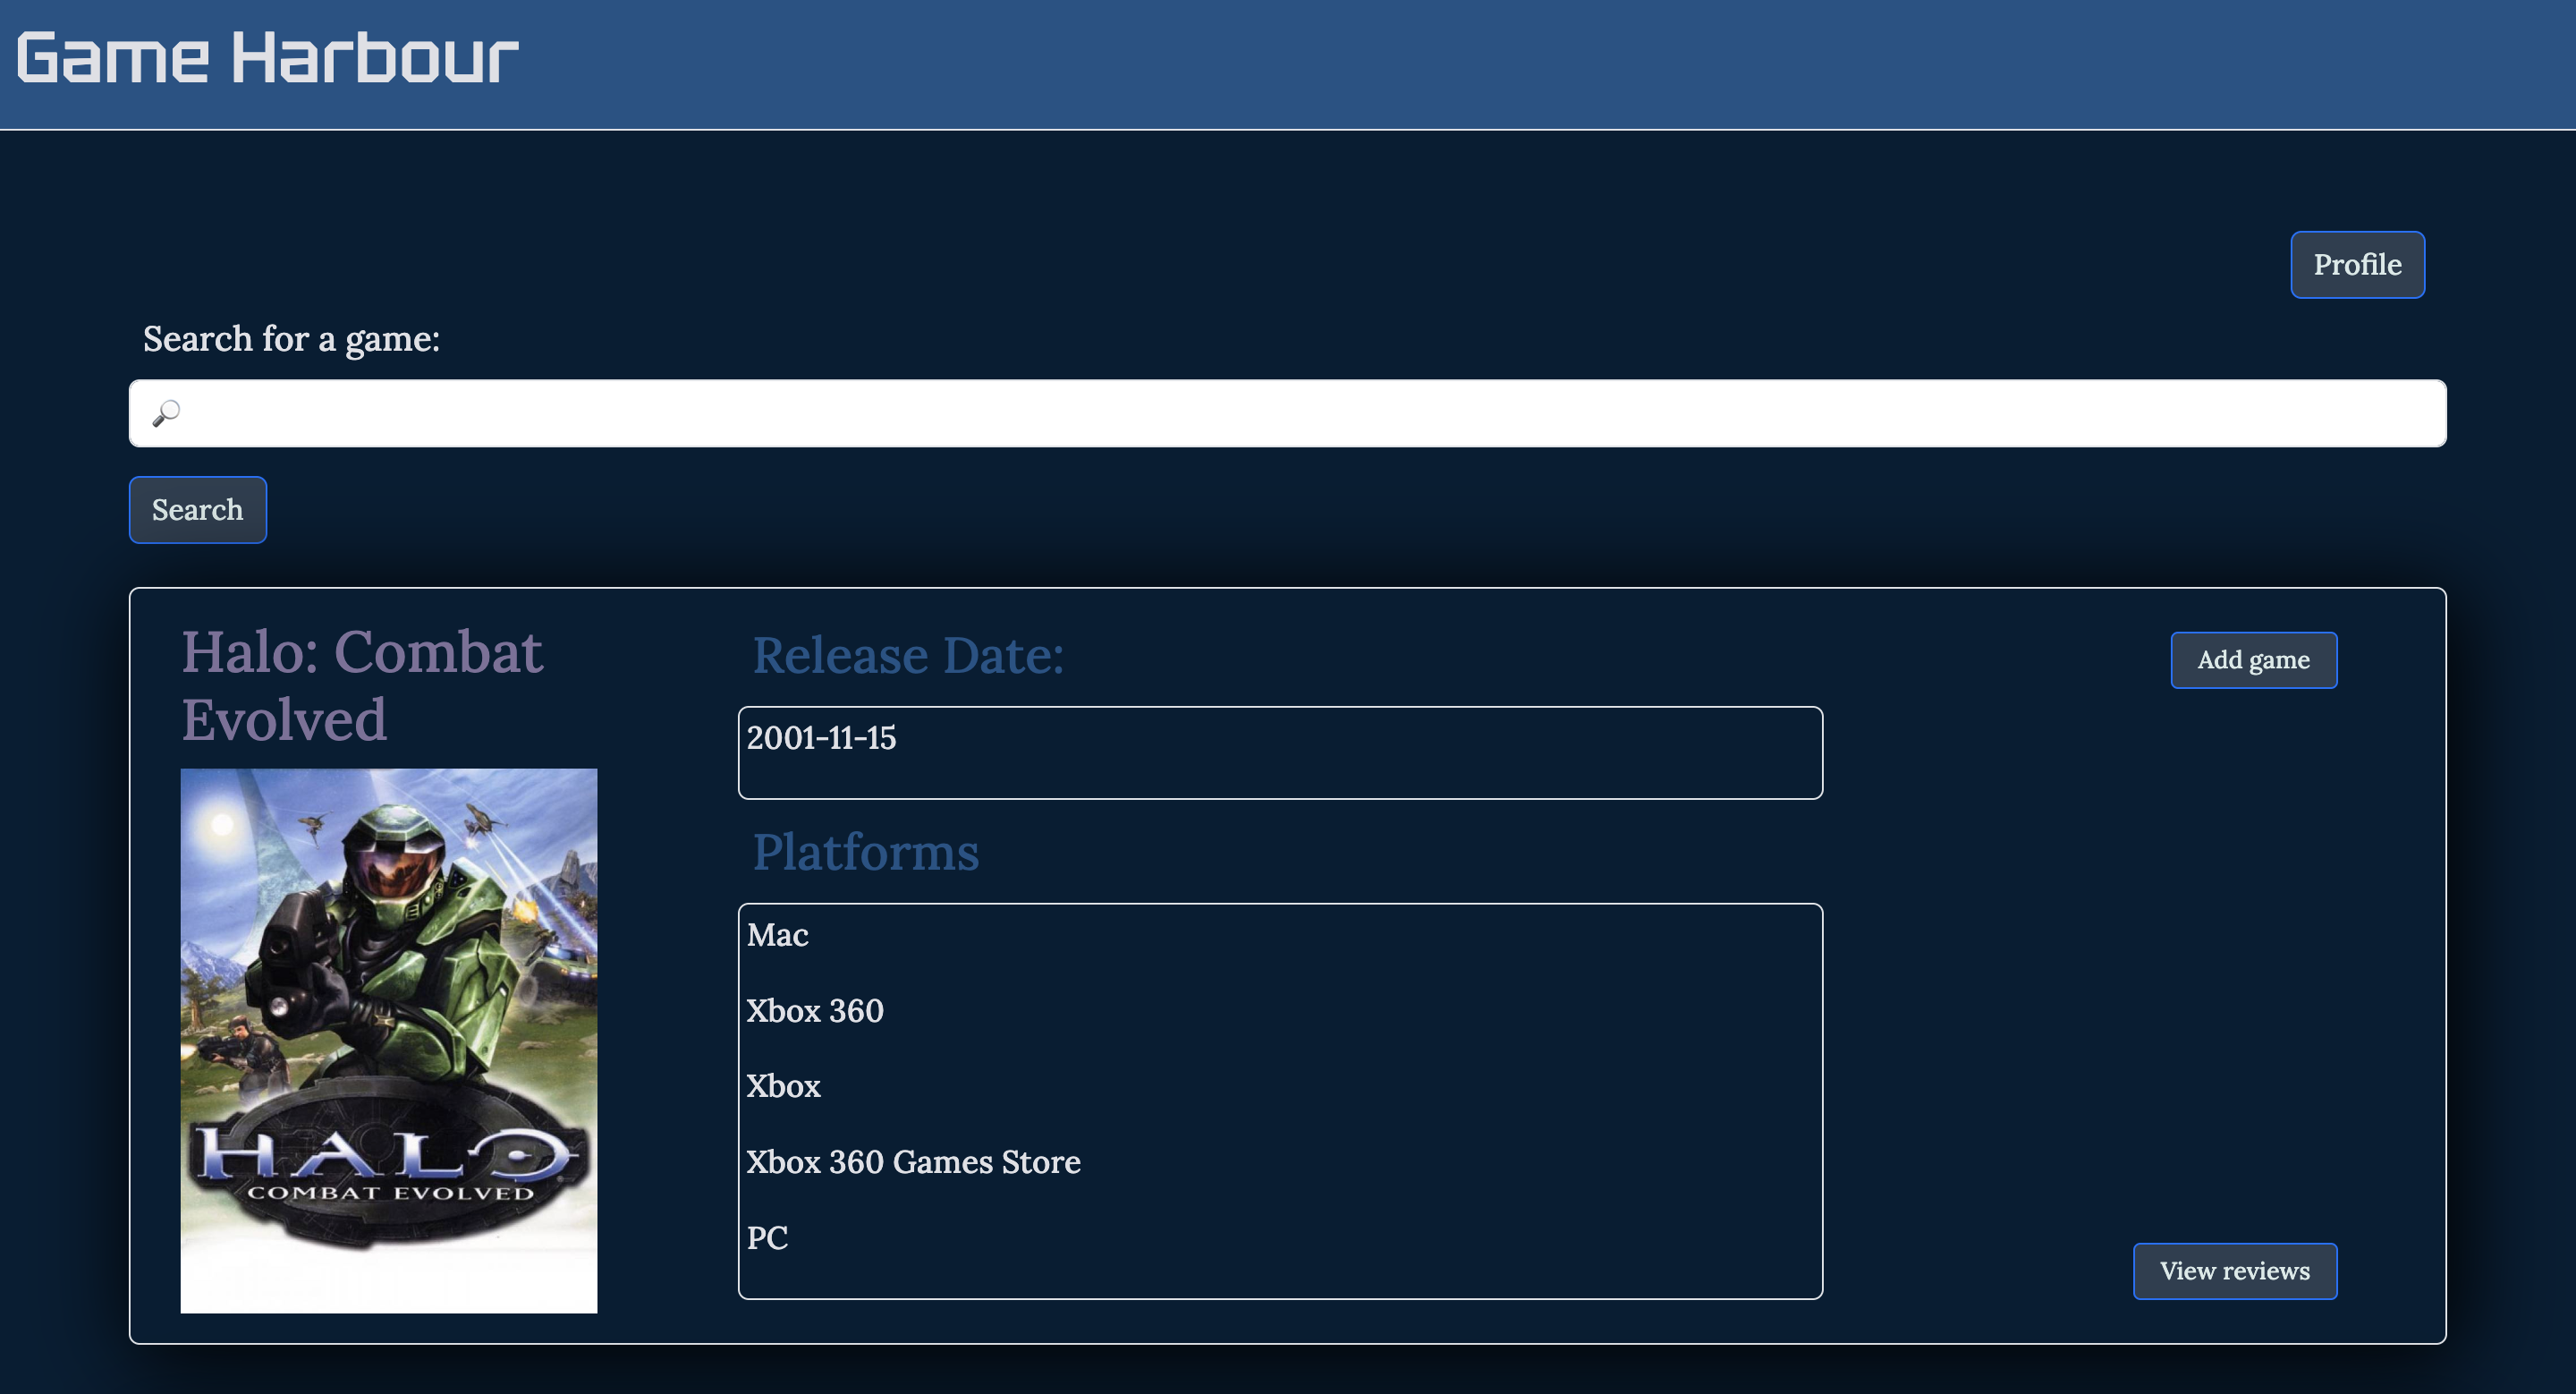 Game Harbour
Profile
Search for a game:
Search
Halo: Combat
Evolved
HALO
COMBAT EVOLVED
Release Date:
2001-11-15
Platforms
Mac
Xbox 360
Xbox
Xbox 360 Games Store
PC
Add game
View reviews